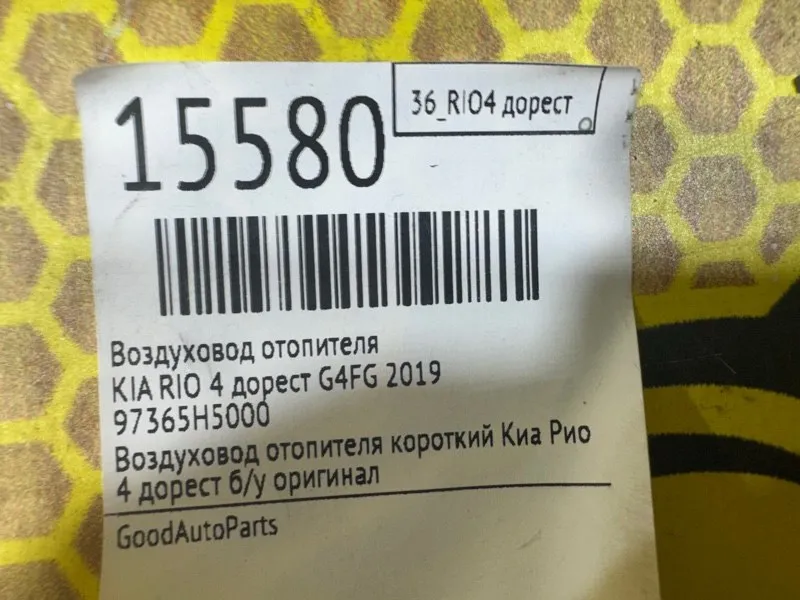 15580
36_RIO4 дорест
Воздуховод отопителя
KIA RIO 4 дорест G4FG 2019
97365H5000
Воздуховод отопителя короткий Киа Рио
4 дорест б/у оригинал
GoodAutoParts